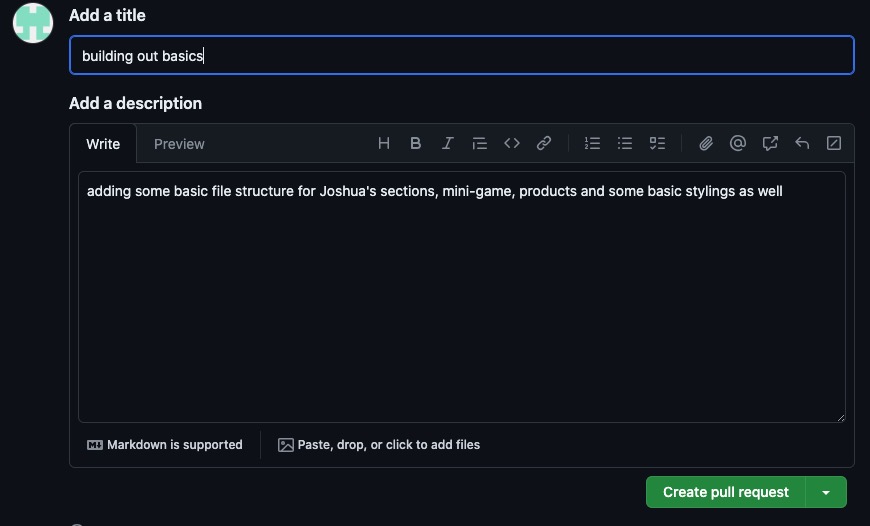 Add a title
building out basics
Add a description
Write Preview
adding some basic file structure for Joshua's sections, mini-game, products and some basic stylings as well
Markdown is supported Paste, drop, or click to add files
Create pull request